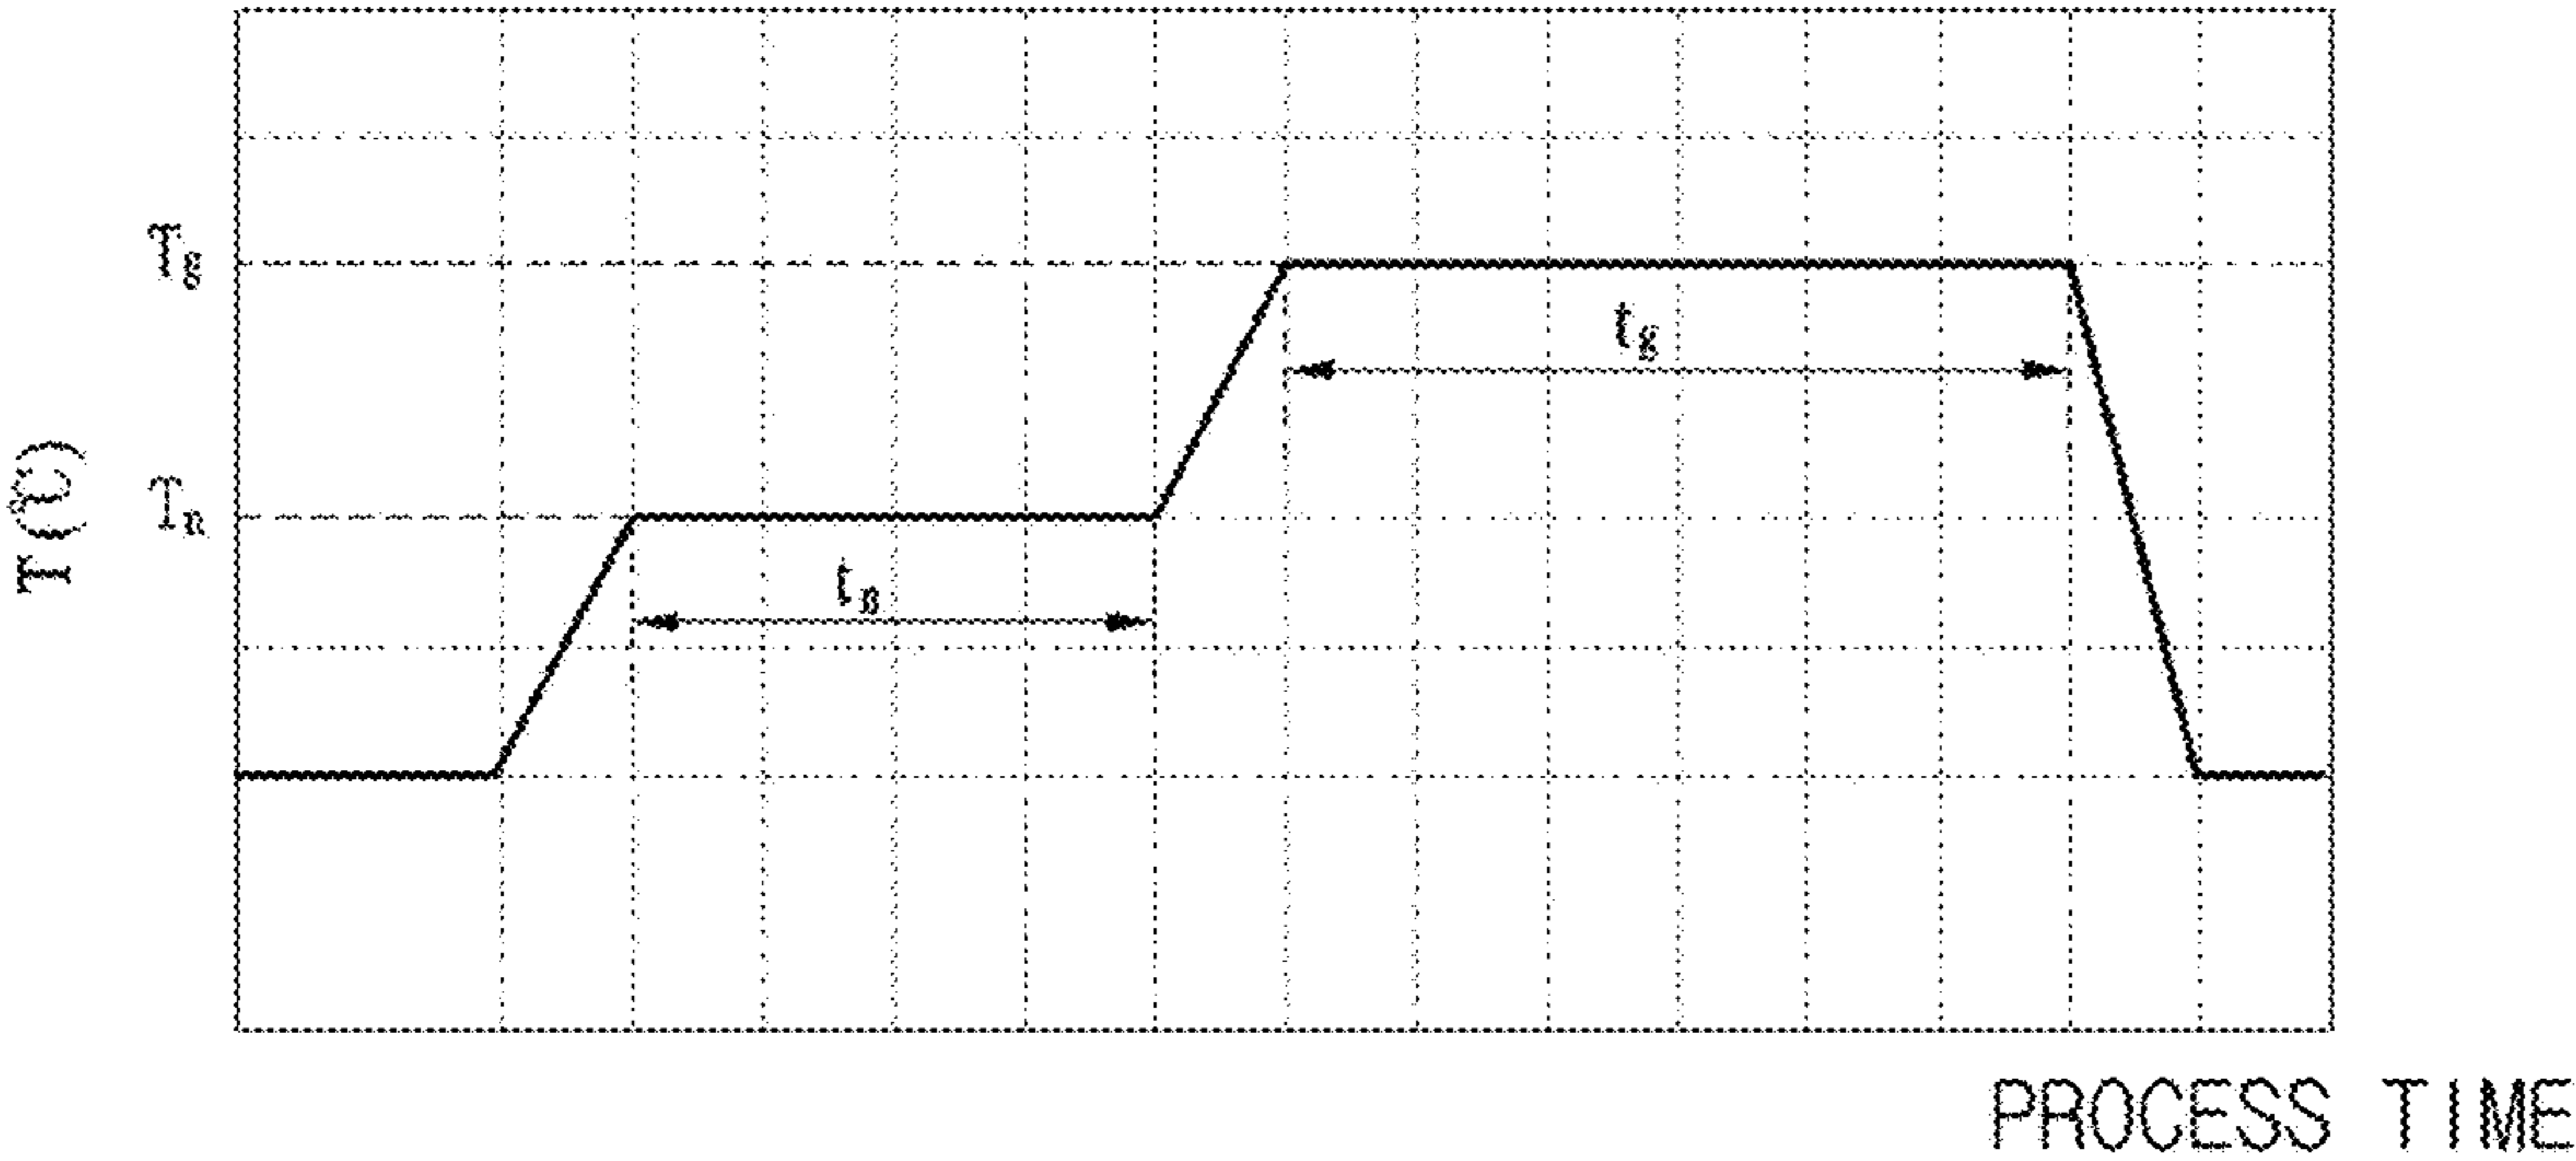 T(℃)
Tg
Tn
tg
tn
PROCESS TIME